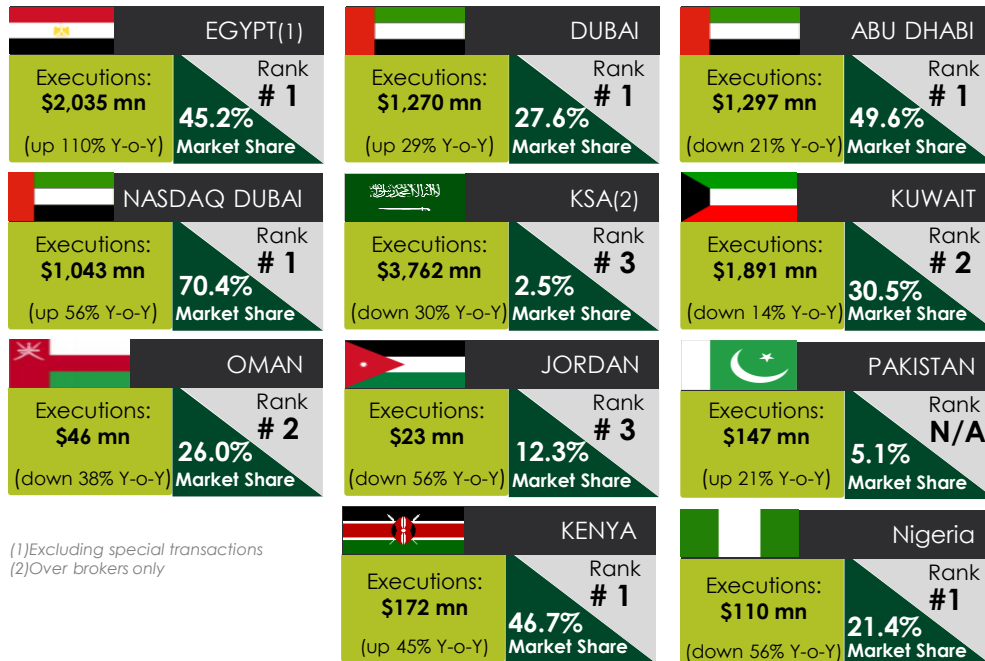 EGYPT(1)
Executions:
$2,035 mn
(up 110% Y-o-Y)
45.2%
Market Share
Rank
# 1
DUBAI
Executions:
$1,270 mn
(up 29% Y-o-Y)
27.6%
Market Share
Rank
# 1
ABU DHABI
Executions:
$1,297 mn
(down 21% Y-o-Y)
49.6%
Market Share
Rank
# 1
NASDAQ DUBAI
Executions:
$1,043 mn
(up 56% Y-o-Y)
70.4%
Market Share
Rank
# 1
KSA(2)
Executions:
$3,762 mn
(down 30% Y-o-Y)
2.5%
Market Share
Rank
# 3
KUWAIT
Executions:
$1,891 mn
(down 14% Y-o-Y)
30.5%
Market Share
Rank
# 2
OMAN
Executions:
$46 mn
(down 38% Y-o-Y)
26.0%
Market Share
Rank
# 2
JORDAN
Executions:
$23 mn
(down 56% Y-o-Y)
12.3%
Market Share
Rank
# 3
PAKISTAN
Executions:
$147 mn
(up 21% Y-o-Y)
5.1%
Market Share
Rank
N/A
(1)Excluding special transactions
(2)Over brokers only
KENYA
Executions:
$172 mn
(up 45% Y-o-Y)
46.7%
Market Share
Rank
# 1
Nigeria
Executions:
$110 mn
(down 56% Y-o-Y)
21.4%
Market Share
Rank
#1